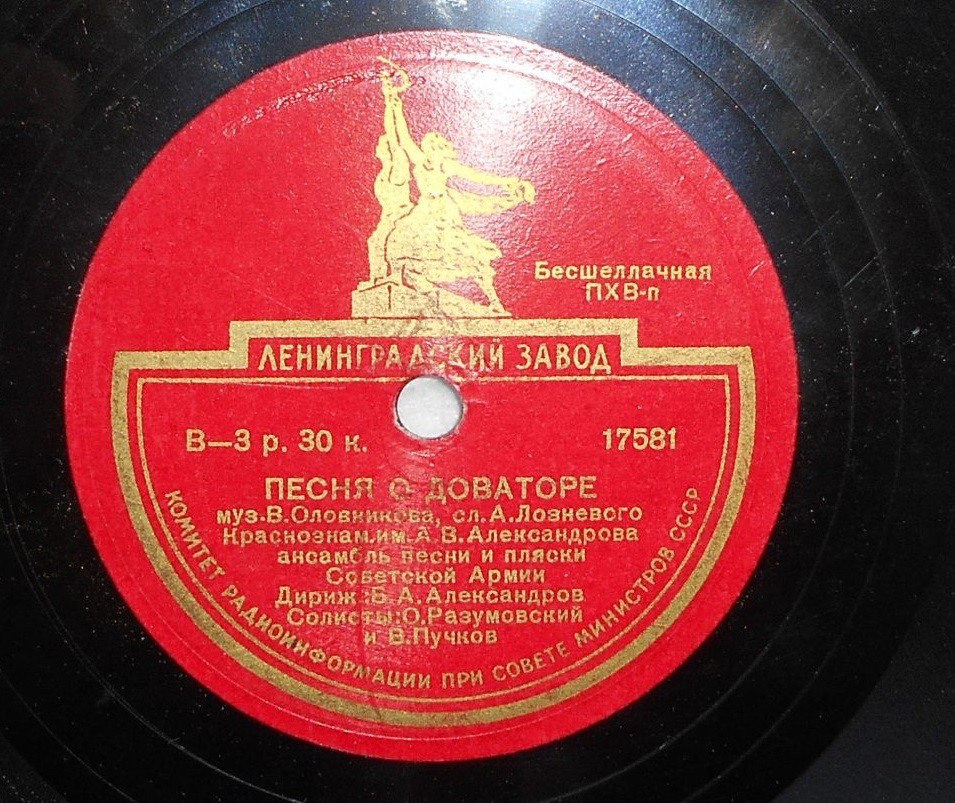 Бесшеллачная
ПХВ-п
ЛЕНИНГРАДСКИЙ ЗАВОД
В—3 р. 30 к.
17581
ПЕСНЯ О ДОВАТОРЕ
муз.В.Оловникова, сл.А.Лозневого
Краснознам.им.А.В.Александрова
ансамбль песни и пляски
Советской Армии
Дириж.:Б.А.Александров
Солисты:О.Разумовский
и В.Пучков
КОМИТЕТ РАДИОИНФОРМАЦИИ ПРИ СОВЕТЕ МИНИСТРОВ СССР